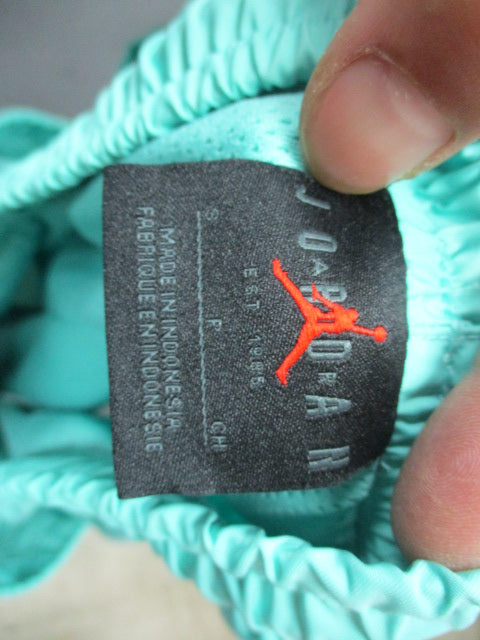 JORDAN
EST 1985
S P CH
MADE IN INDONESIA
FABRIQUE EN INDONESIE